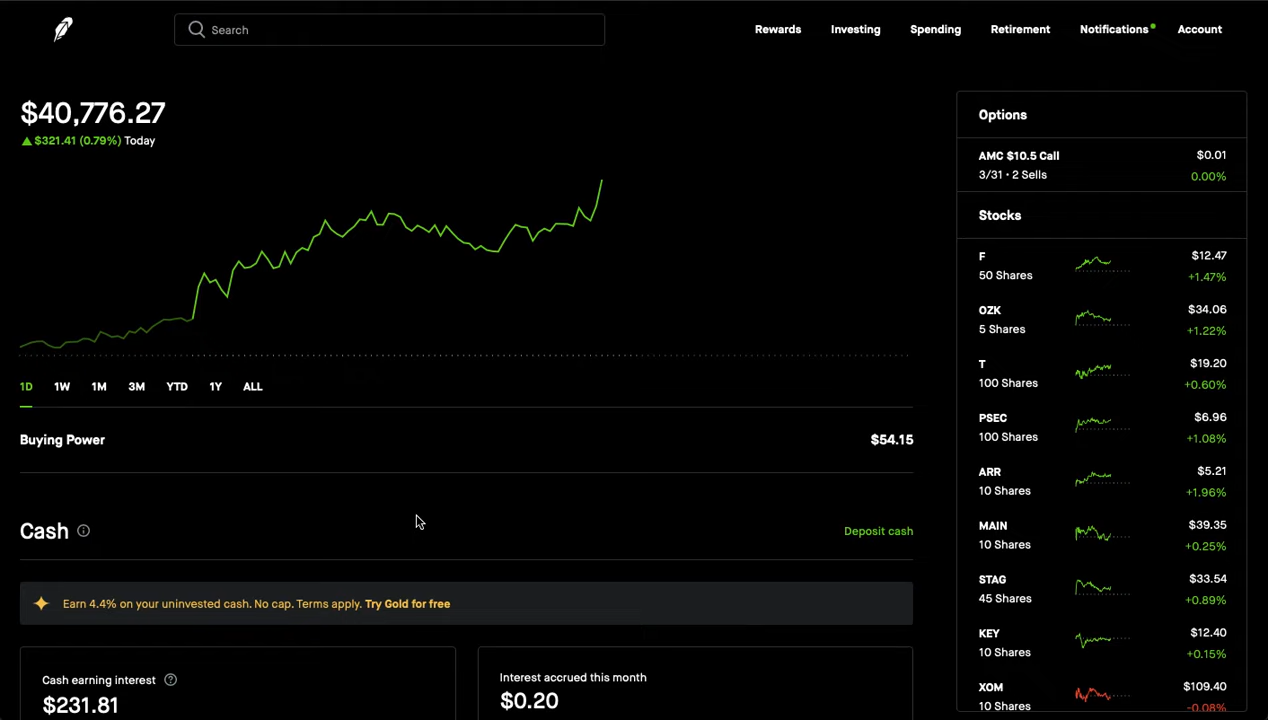 Search
Rewards
Investing
Spending
Retirement
Notifications
Account
$40,776.27
$321.41 (0.79%) Today
1D
1W
1M
3M
YTD
1Y
ALL
Buying Power
$54.15
Cash
Deposit cash
Earn 4.4% on your uninvested cash. No cap. Terms apply. Try Gold for free
Cash earning interest
$231.81
Interest accrued this month
$0.20
Options
AMC $10.5 Call
$0.01
3/31 • 2 Sells
0.00%
Stocks
F
$12.47
50 Shares
+1.47%
OZK
$34.06
5 Shares
+1.22%
T
$19.20
100 Shares
+0.60%
PSEC
$6.96
100 Shares
+1.08%
ARR
$5.21
10 Shares
+1.96%
MAIN
$39.35
10 Shares
+0.25%
STAG
$33.54
45 Shares
+0.89%
KEY
$12.40
10 Shares
+0.15%
XOM
$109.40
10 Shares
-0.08%